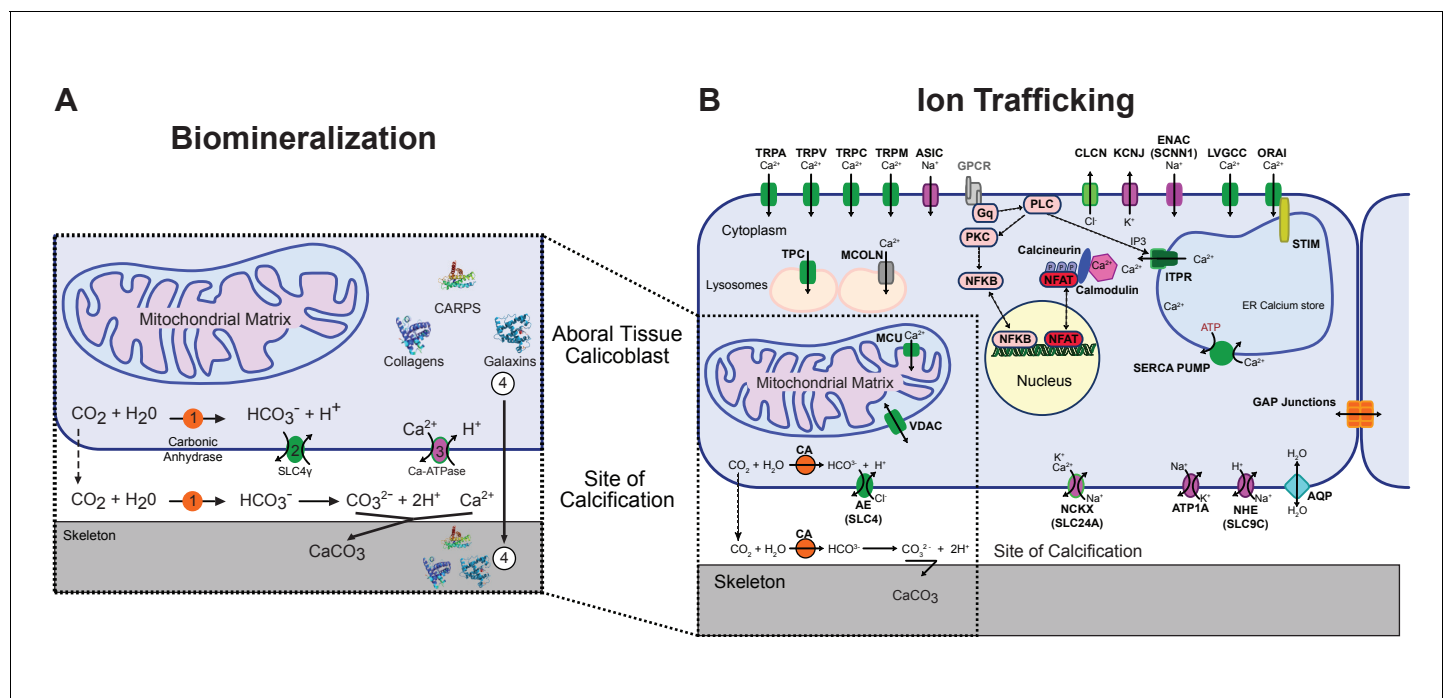 A
Biomineralization
Mitochondrial Matrix
CARPS
Collagens
Galaxins
4
CO₂ + H₂0
1
HCO₃⁻ + H⁺
Carbonic
Anhydrase
2
SLC4γ
Ca²⁺
H⁺
3
Ca-ATPase
CO₂ + H₂0
1
HCO₃⁻
CO₃²⁻ + 2H⁺
Ca²⁺
Skeleton
CaCO₃
4
Aboral Tissue
Calicoblast
Site of
Calcification
B
Ion Trafficking
TRPA
Ca²⁺
TRPV
Ca²⁺
TRPC
Ca²⁺
TRPM
Ca²⁺
ASIC
Na⁺
GPCR
CLCN
Cl⁻
KCNJ
K⁺
ENAC
(SCNN1)
Na⁺
LVGCC
Ca²⁺
ORAI
Ca²⁺
Cytoplasm
Gq
PLC
PKC
NFKB
IP3
Ca²⁺
ITPR
Ca²⁺
STIM
TPC
MCOLN
Ca²⁺
Lysosomes
Calcineurin
P P P
NFAT
Ca²⁺
Calmodulin
Ca²⁺
ER Calcium store
ATP
SERCA PUMP
Ca²⁺
NFKB
NFAT
Nucleus
MCU
Ca²⁺
Mitochondrial Matrix
VDAC
GAP Junctions
CO₂ + H₂O
CA
HCO³⁻ + H⁺
Cl⁻
AE
(SLC4)
K⁺
Ca²⁺
Na⁺
NCKX
(SLC24A)
Na⁺
K⁺
ATP1A
H⁺
Na⁺
NHE
(SLC9C)
H₂O
AQP
H₂O
CO₂ + H₂O
CA
HCO³⁻
CO₃²⁻ + 2H⁺
Site of Calcification
Skeleton
CaCO₃